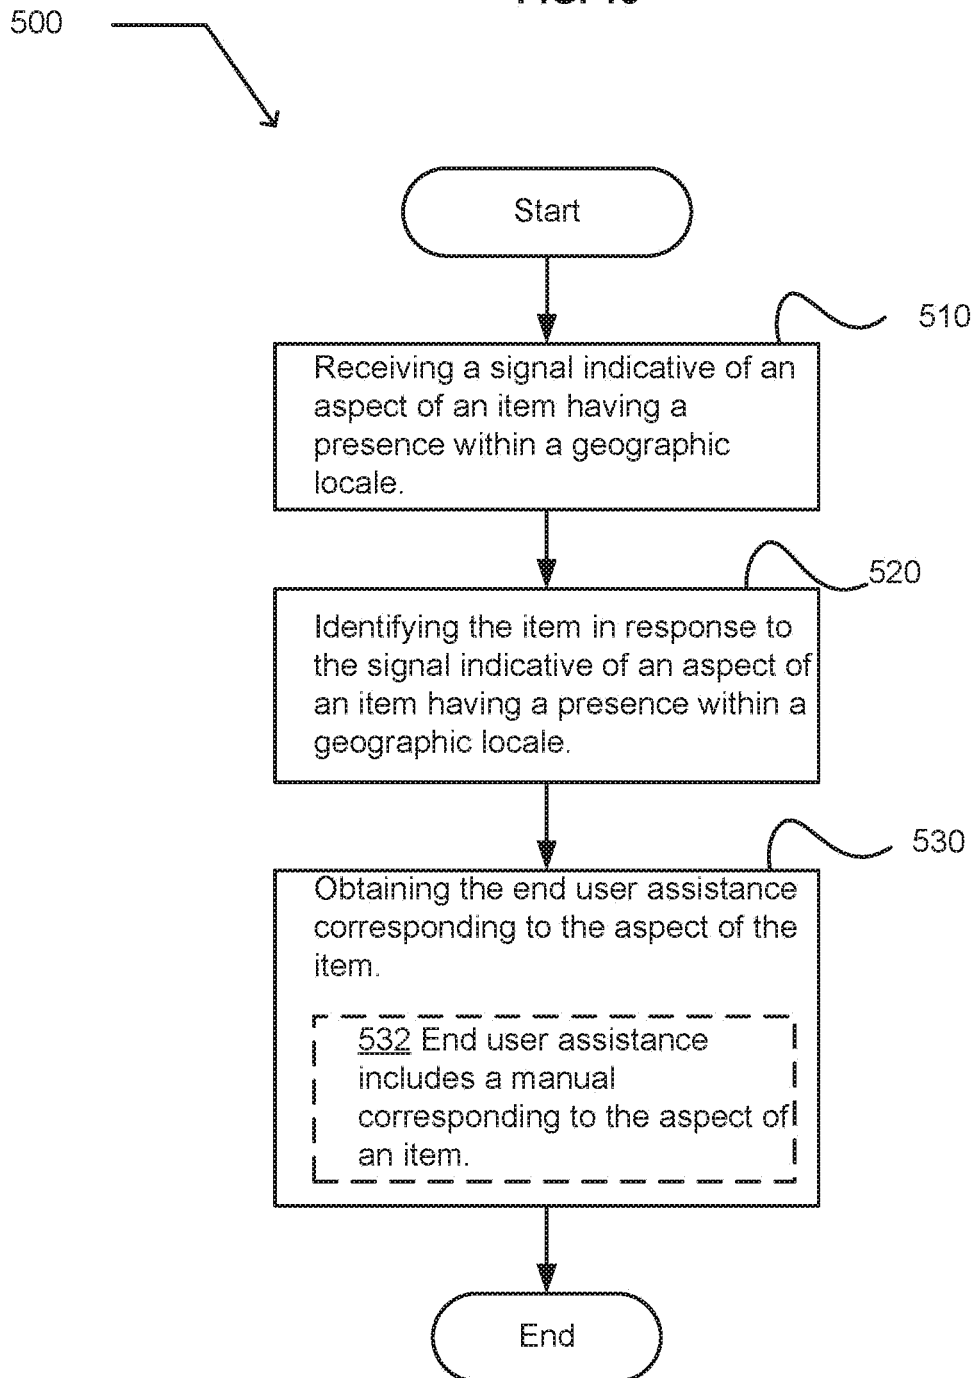 500
Start
510
Receiving a signal indicative of an
aspect of an item having a
presence within a geographic
locale.
520
Identifying the item in response to
the signal indicative of an aspect of
an item having a presence within a
geographic locale.
530
Obtaining the end user assistance
corresponding to the aspect of the
item.
532 End user assistance
includes a manual
corresponding to the aspect of
an item.
End